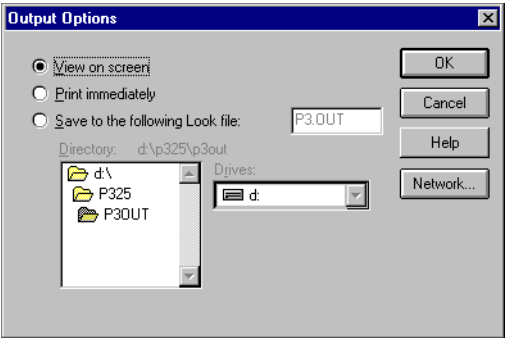 Output Options
View on screen
OK
Print immediately
Cancel
Save to the following Look file:
P3.OUT
Help
Directory: d:\p325\p3out
Drives:
d:\
P325
P3OUT
d:
Network...